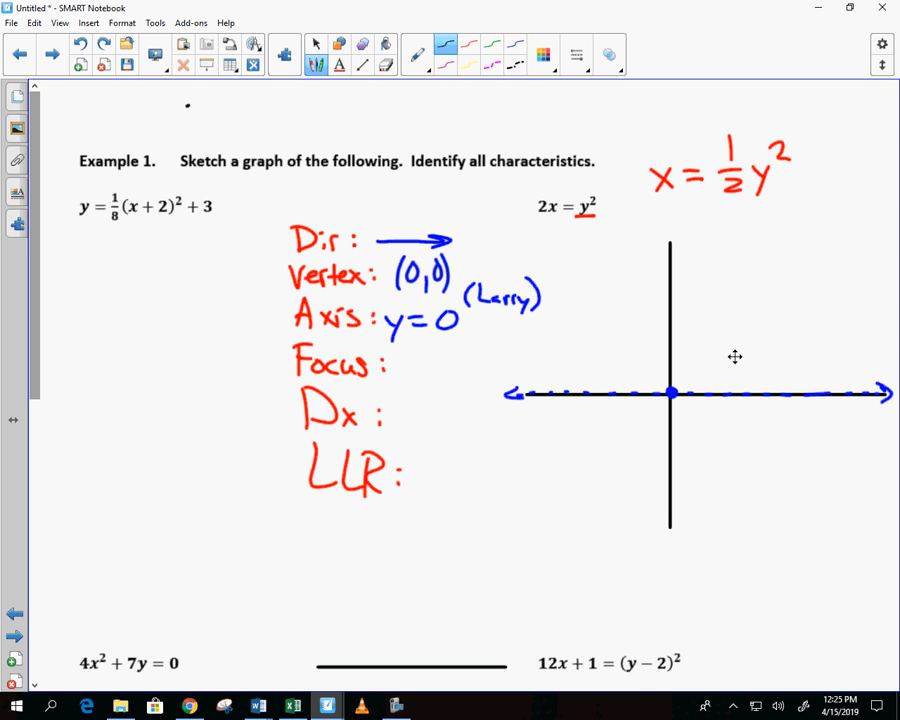 Untitled * - SMART Notebook
File Edit View Insert Format Tools Add-ons Help
Example 1. Sketch a graph of the following. Identify all characteristics.
x = 1/2 y²
y = 1/8 (x + 2)² + 3
2x = y²
Dir: →
Vertex: (0,0)
(Larry)
Axis: y = 0
Focus:
Dx:
LLR:
4x² + 7y = 0
12x + 1 = (y − 2)²
12:25 PM
4/15/2019